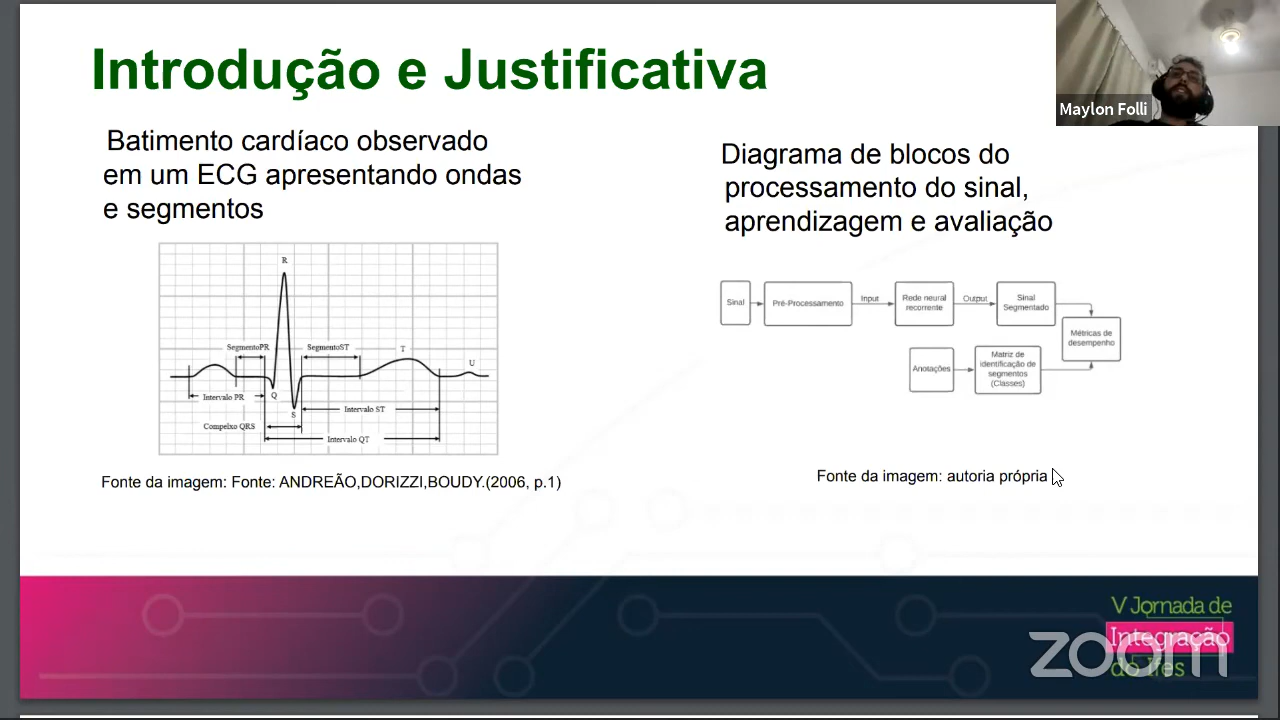 Introdução e Justificativa
Maylon Folli
Batimento cardíaco observado
em um ECG apresentando ondas
e segmentos
R
SegmentoPR
SegmentoST
T
U
Intervalo PR
Q
S
Intervalo ST
Compelxo QRS
Intervalo QT
Fonte da imagem: Fonte: ANDREÃO,DORIZZI,BOUDY.(2006, p.1)
Diagrama de blocos do
processamento do sinal,
aprendizagem e avaliação
Sinal
Pré-Processamento
Input
Rede neural
recorrente
Output
Sinal
Segmentado
Métricas de
desempenho
Anotações
Matriz de
identificação de
segmentos
(Classes)
Fonte da imagem: autoria própria
V Jornada de
Integração
do Ifes
zoom